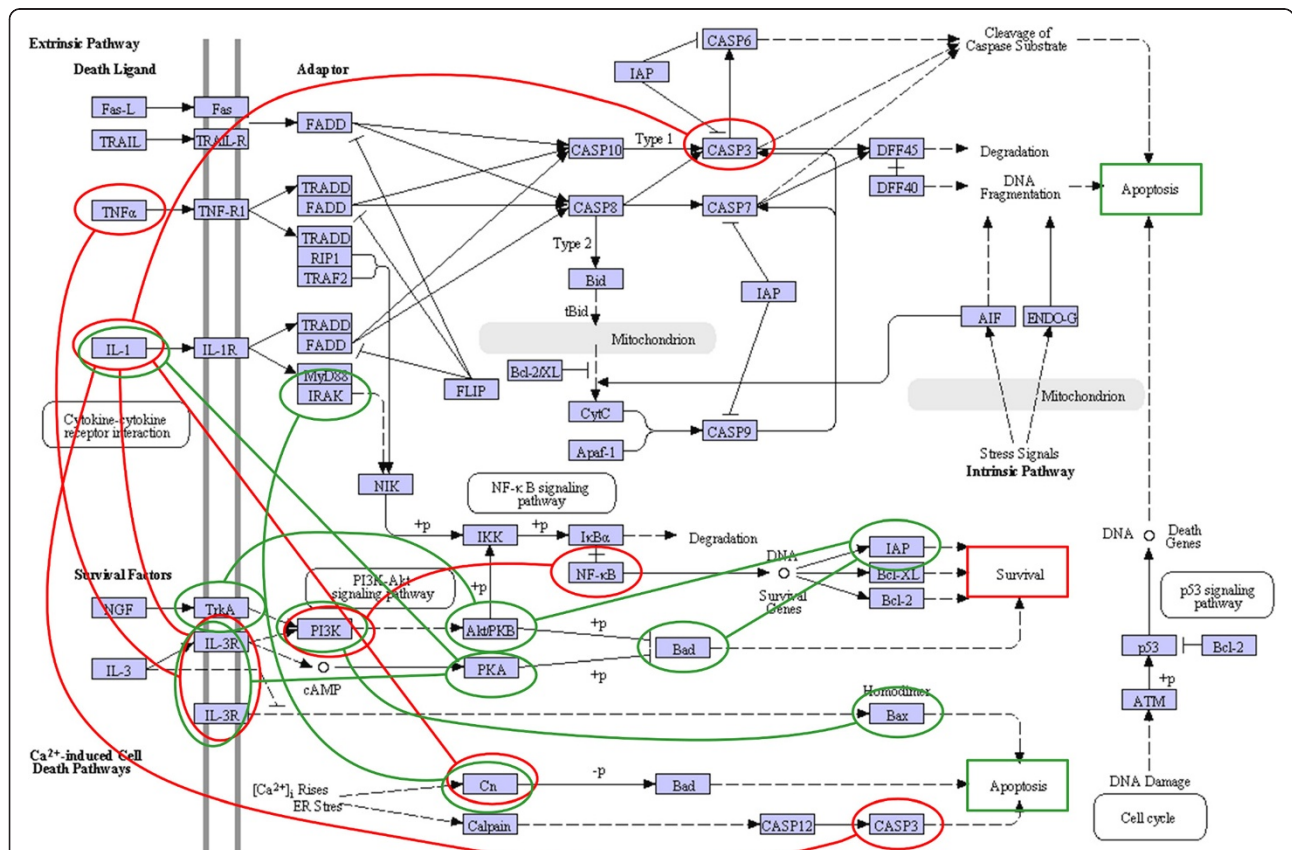 Extrinsic Pathway
Death Ligand
Adaptor
Fas-L
Fas
TRAIL
TRAIL-R
FADD
TNFα
TNF-R1
TRADD
FADD
TRADD
RIP1
TRAF2
IL-1
IL-1R
TRADD
FADD
MyD88
IRAK
FLIP
Cytokine-cytokine
receptor interaction
CASP10
Type 1
CASP8
Type 2
Bid
tBid
Mitochondrion
Bcl-2/XL
CytC
Apaf-1
CASP9
CASP6
IAP
CASP3
CASP7
IAP
Cleavage of
Caspase Substrate
DFF45
Degradation
DFF40
DNA
Fragmentation
Apoptosis
AIF
ENDO-G
Mitochondrion
Stress Signals
Intrinsic Pathway
NIK
NF-κB signaling
pathway
+p
IKK
+p
IκBα
Degradation
NF-κB
DNA
Survival
Genes
IAP
Bcl-XL
Bcl-2
Survival
DNA
Death
Genes
p53 signaling
pathway
p53
Bcl-2
+p
ATM
DNA Damage
Cell cycle
Survival Factors
NGF
TrkA
PI3K-Akt
signaling pathway
+p
PI3K
Akt/PKB
+p
Bad
IL-3
IL-3R
cAMP
PKA
+p
IL-3R
Homodimer
Bax
Ca2+-induced Cell
Death Pathways
[Ca2+]i Rises
ER Stres
Cn
-p
Bad
Apoptosis
Calpain
CASP12
CASP3